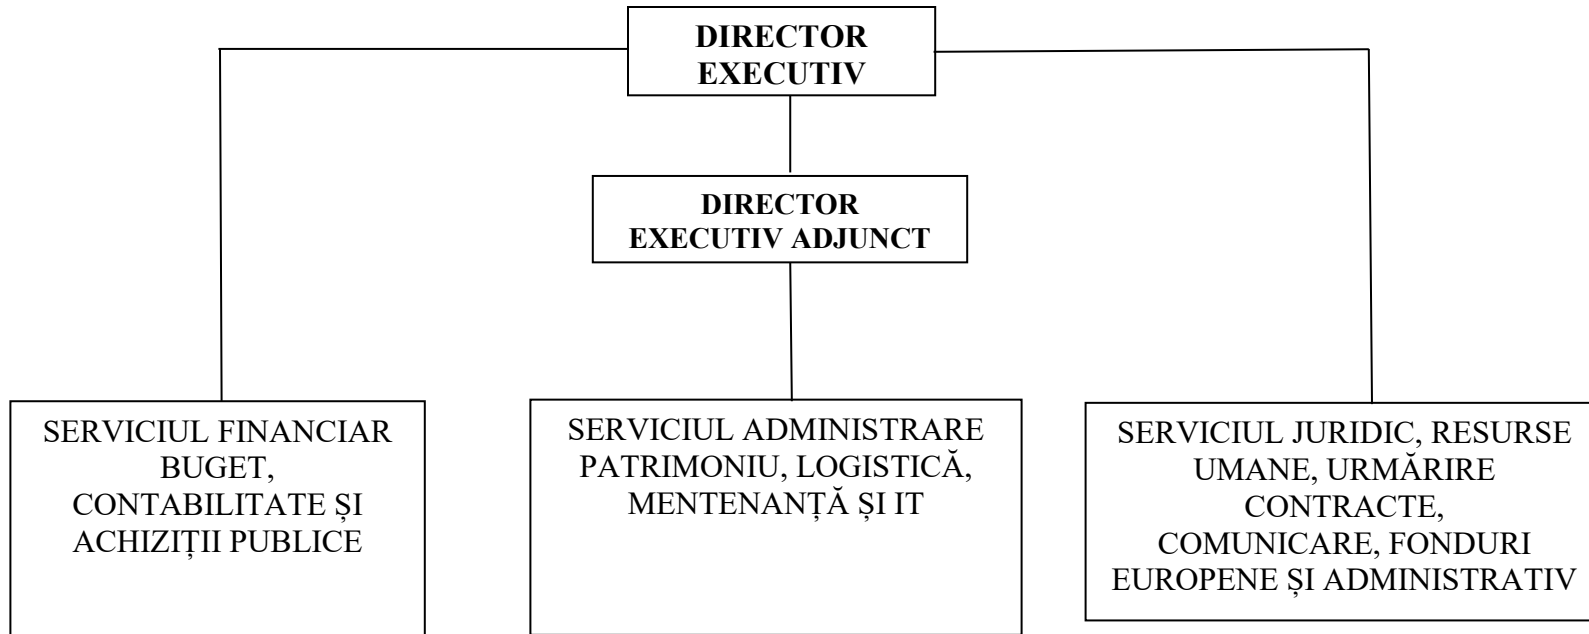 DIRECTOR
EXECUTIV
DIRECTOR
EXECUTIV ADJUNCT
SERVICIUL FINANCIAR
BUGET,
CONTABILITATE ȘI
ACHIZIȚII PUBLICE
SERVICIUL ADMINISTRARE
PATRIMONIU, LOGISTICĂ,
MENTENANȚĂ ȘI IT
SERVICIUL JURIDIC, RESURSE
UMANE, URMĂRIRE
CONTRACTE,
COMUNICARE, FONDURI
EUROPENE ȘI ADMINISTRATIV